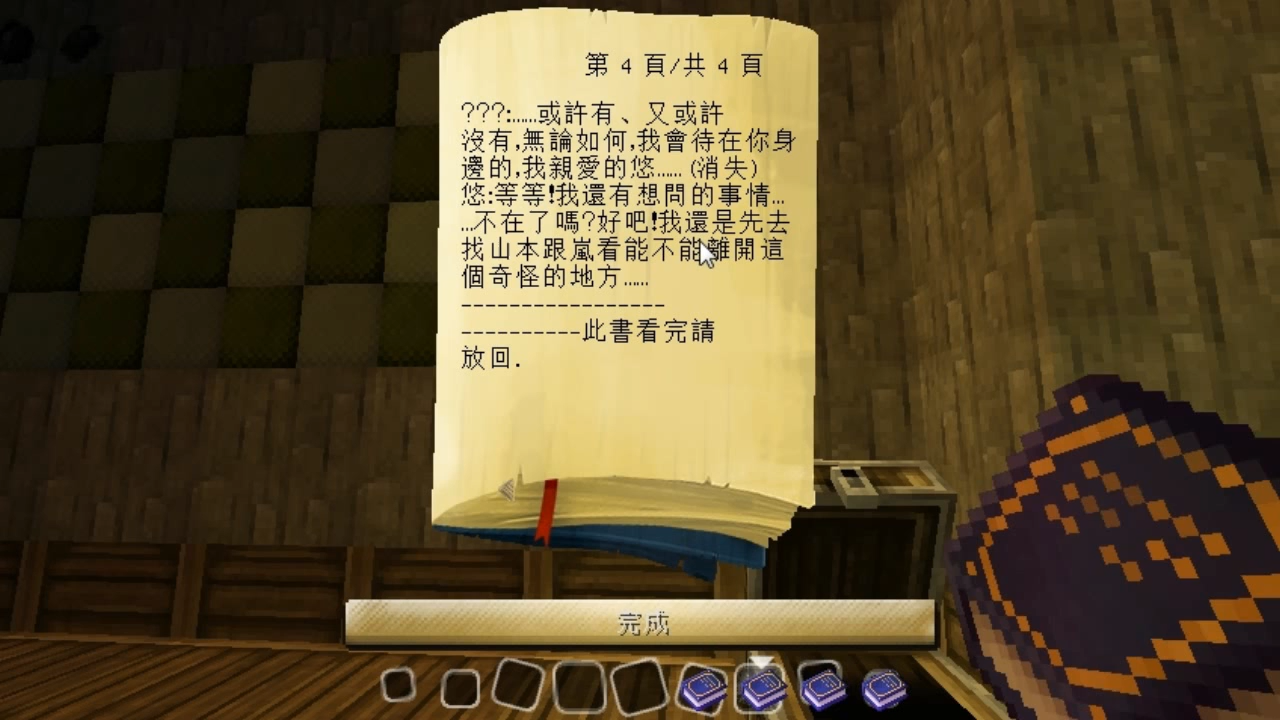 第 4 頁/共 4 頁
???:……或許有、又或許
沒有,無論如何,我會待在你身
邊的,我親愛的悠……(消失)
悠:等等!我還有想問的事情…
…不在了嗎?好吧!我還是先去
找山本跟嵐看能不能離開這
個奇怪的地方……
-----------------
----------此書看完請
放回.
完成